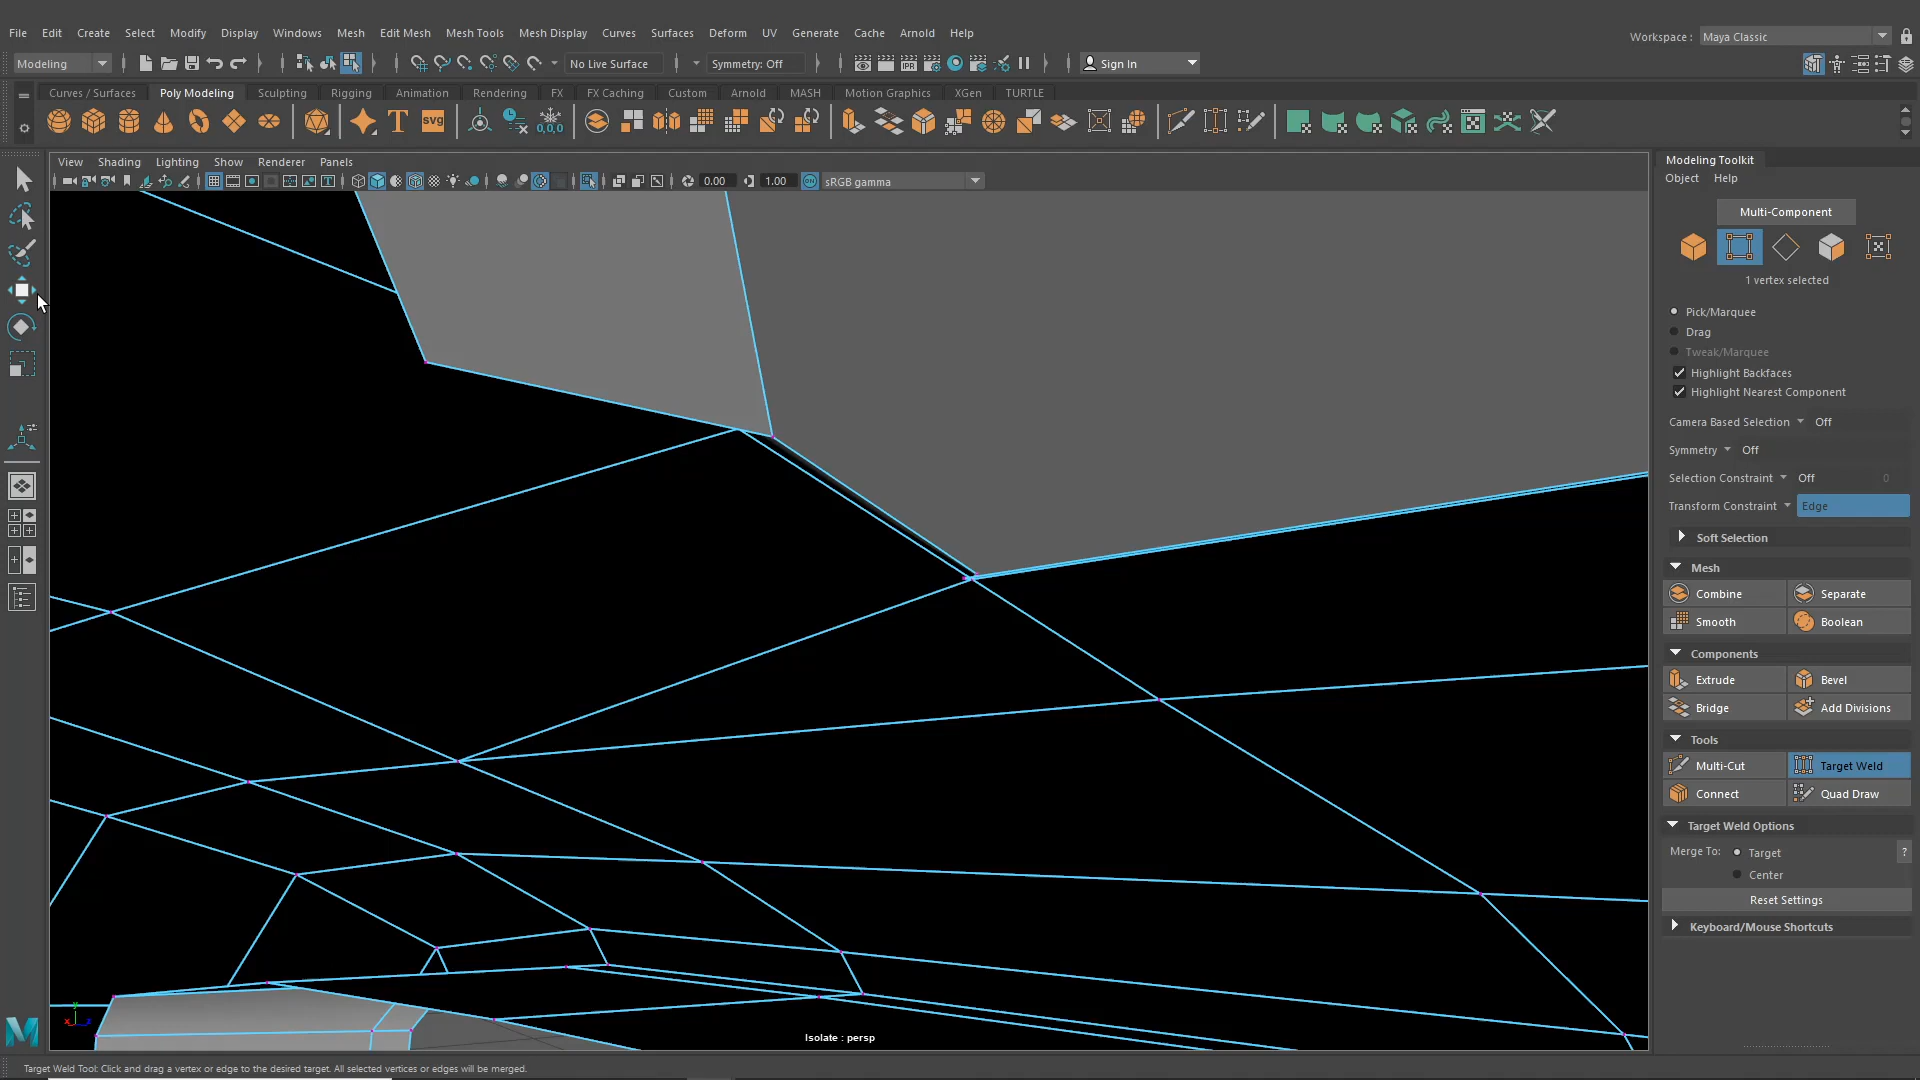 File Edit Create Select Modify Display Windows Mesh Edit Mesh Mesh Tools Mesh Display Curves Surfaces Deform UV Generate Cache Arnold Help
Workspace : Maya Classic
Modeling No Live Surface Symmetry: Off Sign In
Curves / Surfaces Poly Modeling Sculpting Rigging Animation Rendering FX FX Caching Custom Arnold MASH Motion Graphics XGen TURTLE
T svg 0,0,0
View Shading Lighting Show Renderer Panels
0.00 1.00 ON sRGB gamma
Modeling Toolkit
Object Help
Multi-Component
1 vertex selected
Pick/Marquee
Drag
Tweak/Marquee
Highlight Backfaces
Highlight Nearest Component
Camera Based Selection Off
Symmetry Off
Selection Constraint Off 0
Transform Constraint Edge
Soft Selection
Mesh
Combine Separate
Smooth Boolean
Components
Extrude Bevel
Bridge Add Divisions
Tools
Multi-Cut Target Weld
Connect Quad Draw
Target Weld Options
Merge To: Target ?
Center
Reset Settings
Keyboard/Mouse Shortcuts
y
x z
Isolate : persp
M
Target Weld Tool: Click and drag a vertex or edge to the desired target. All selected vertices or edges will be merged.